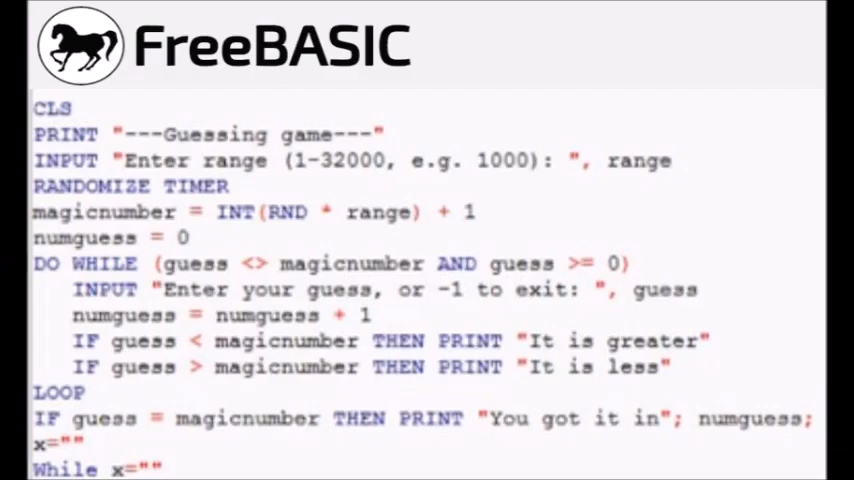 FreeBASIC
CLS
PRINT "---Guessing game---"
INPUT "Enter range (1-32000, e.g. 1000): ", range
RANDOMIZE TIMER
magicnumber = INT(RND * range) + 1
numguess = 0
DO WHILE (guess <> magicnumber AND guess >= 0)
   INPUT "Enter your guess, or -1 to exit: ", guess
   numguess = numguess + 1
   IF guess < magicnumber THEN PRINT "It is greater"
   IF guess > magicnumber THEN PRINT "It is less"
LOOP
IF guess = magicnumber THEN PRINT "You got it in"; numguess;
x=""
While x=""